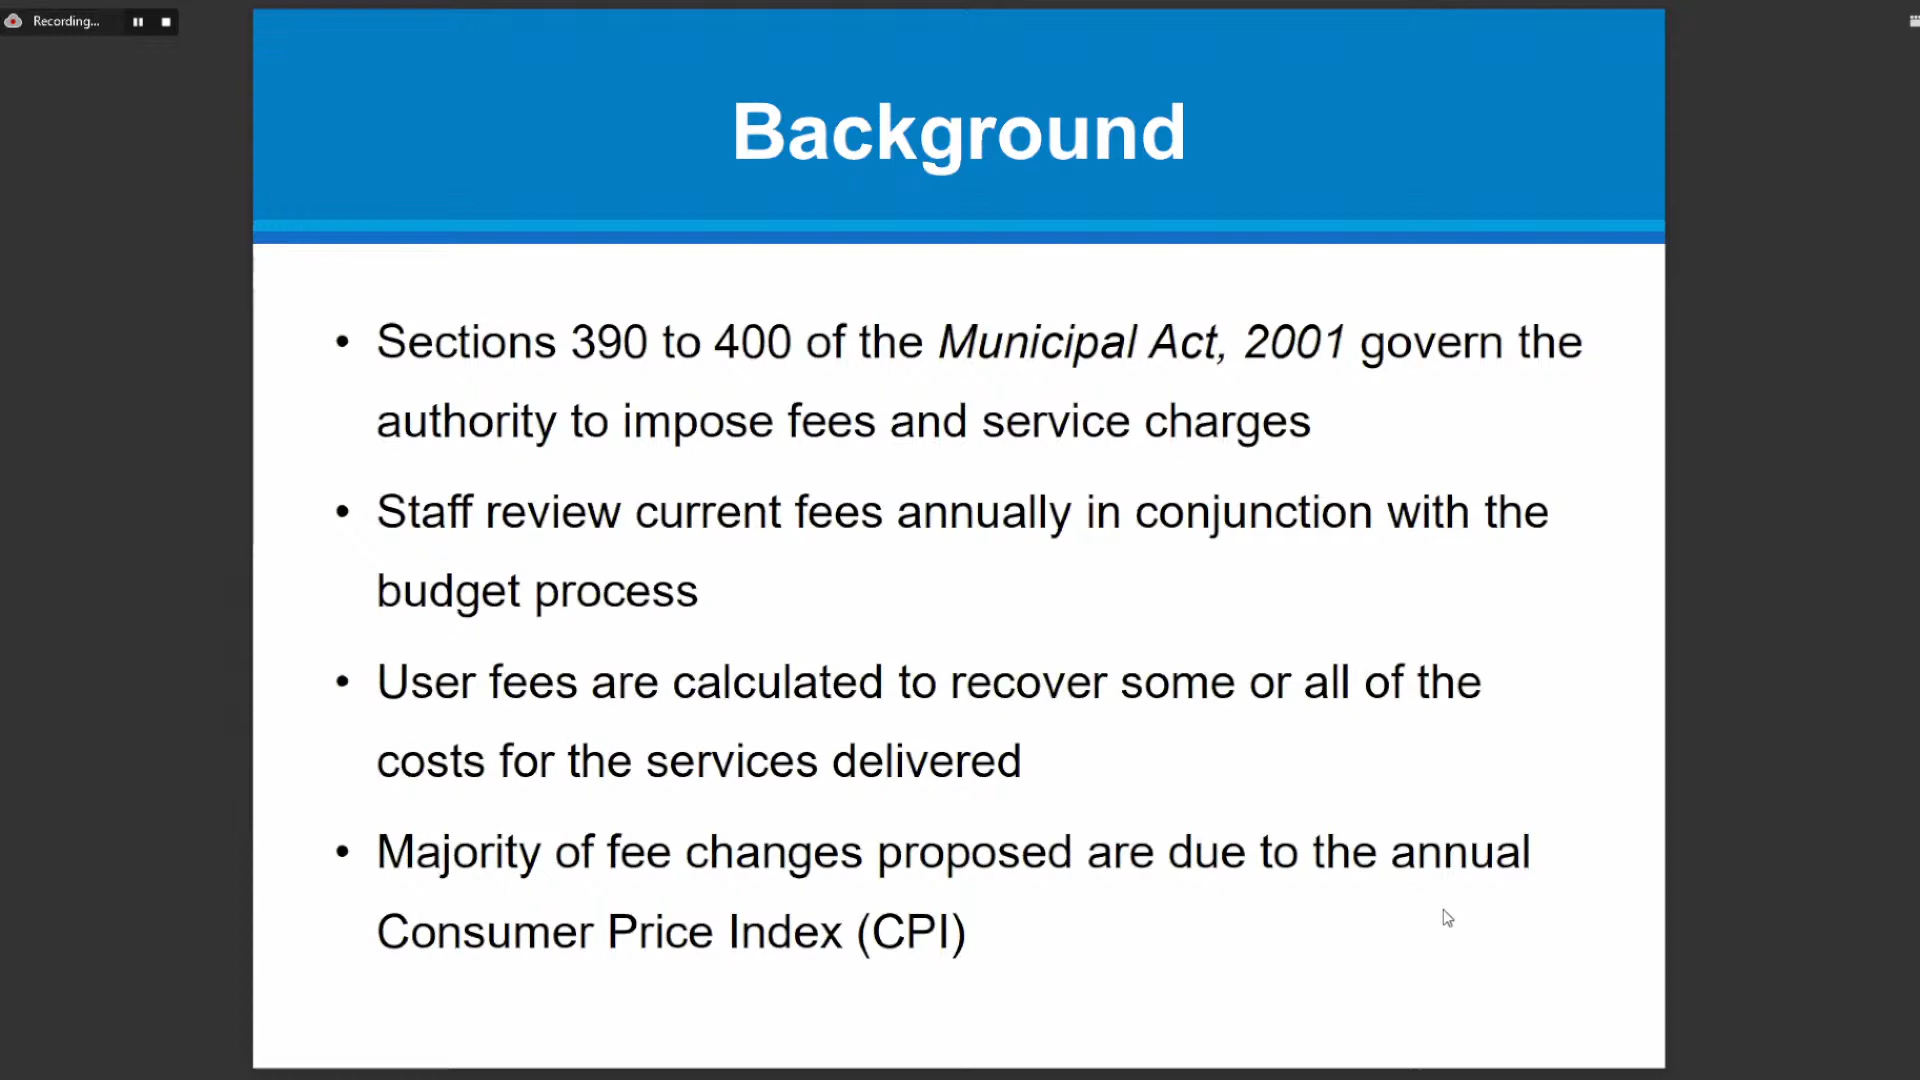 Recording...
Background
• Sections 390 to 400 of the Municipal Act, 2001 govern the
authority to impose fees and service charges
• Staff review current fees annually in conjunction with the
budget process
• User fees are calculated to recover some or all of the
costs for the services delivered
• Majority of fee changes proposed are due to the annual
Consumer Price Index (CPI)